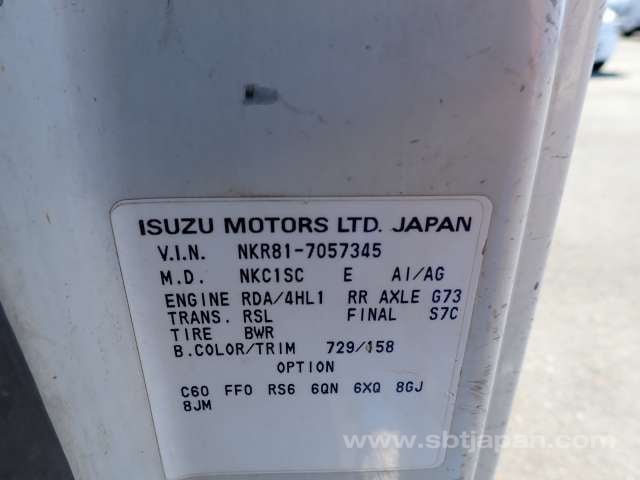 ISUZU MOTORS LTD. JAPAN
V.I.N. NKR81-7057345
M.D. NKC1SC E AI/AG
ENGINE RDA/4HL1 RR AXLE G73
TRANS. RSL FINAL S7C
TIRE BWR
B.COLOR/TRIM 729/158
OPTION
C60 FF0 RS6 6QN 6XQ 8GJ
8JM
www.sbtjapan.com